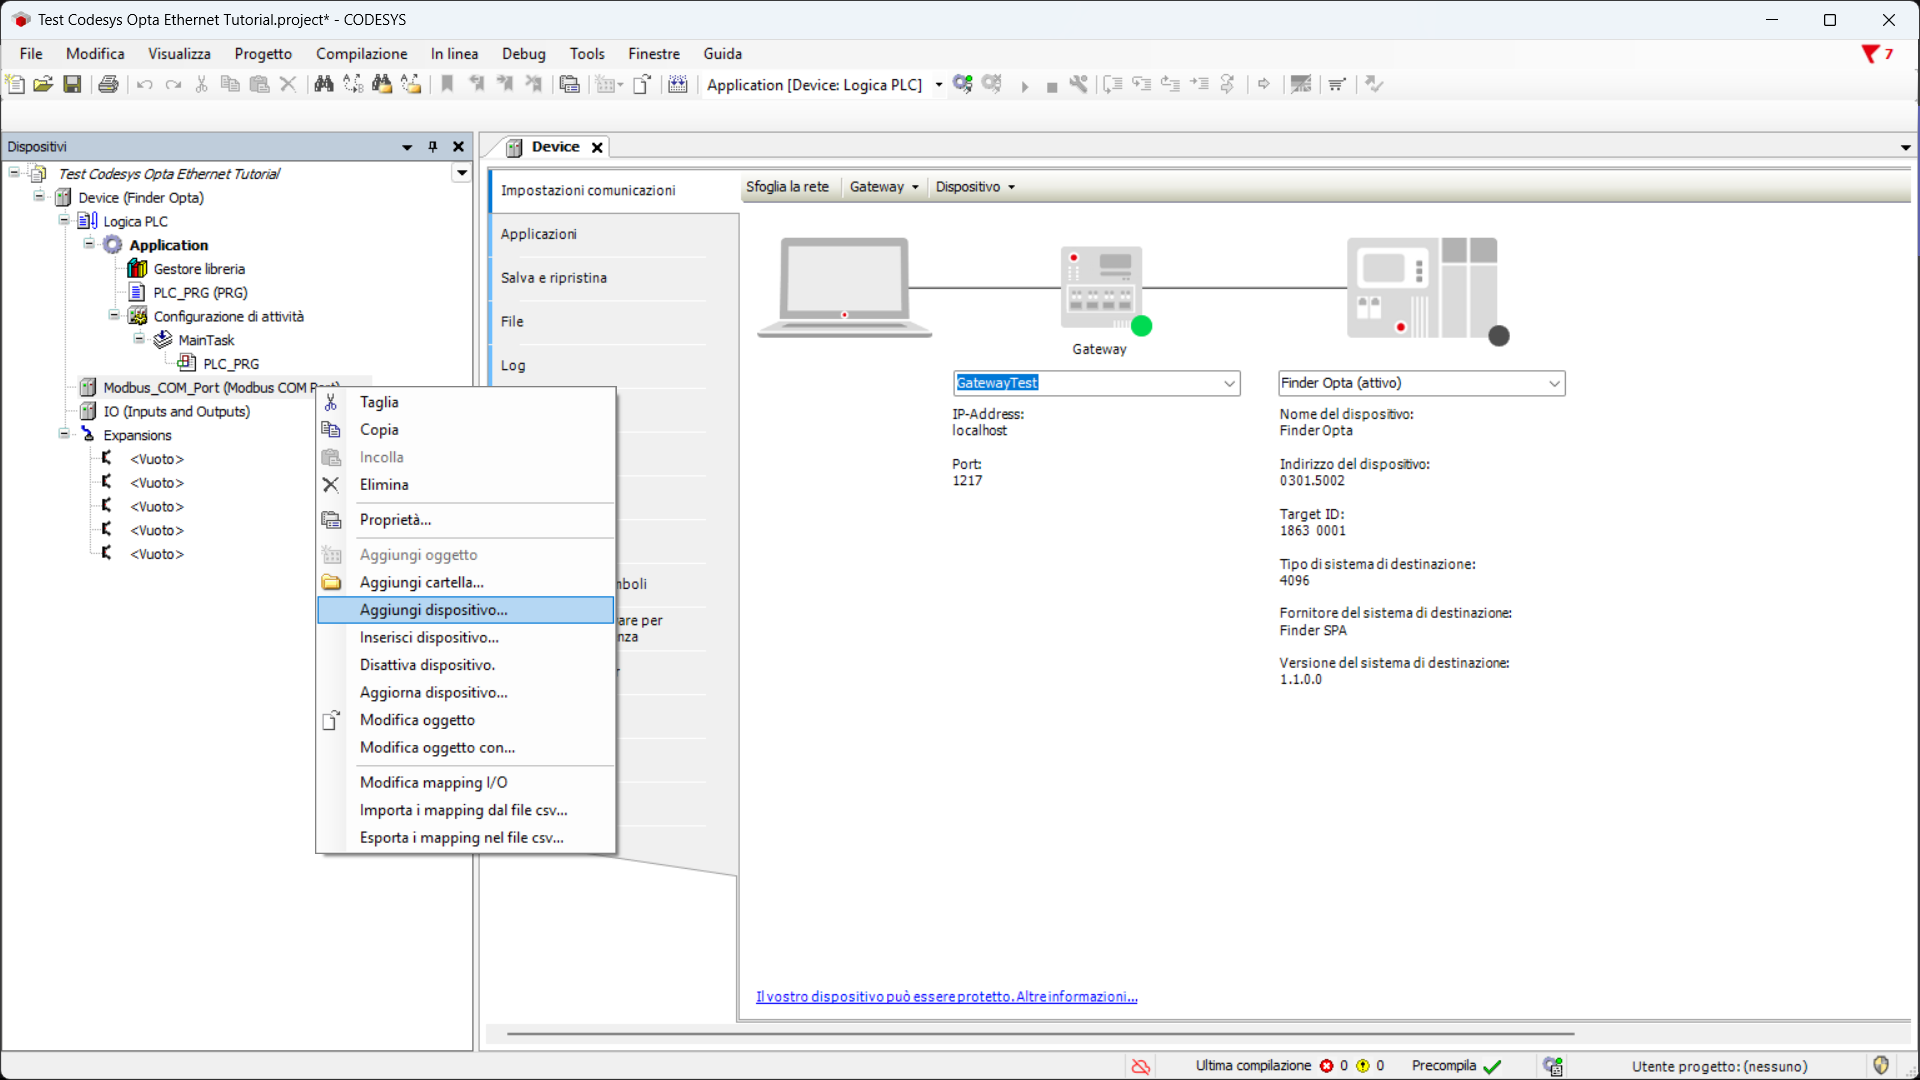 Test Codesys Opta Ethernet Tutorial.project* - CODESYS
File Modifica Visualizza Progetto Compilazione In linea Debug Tools Finestre Guida
7
Application [Device: Logica PLC]
Dispositivi
Test Codesys Opta Ethernet Tutorial
Device (Finder Opta)
Logica PLC
Application
Gestore libreria
PLC_PRG (PRG)
Configurazione di attività
MainTask
PLC_PRG
Modbus_COM_Port (Modbus COM Port)
IO (Inputs and Outputs)
Expansions
<Vuoto>
<Vuoto>
<Vuoto>
<Vuoto>
<Vuoto>
Taglia
Copia
Incolla
Elimina
Proprietà...
Aggiungi oggetto
Aggiungi cartella...
Aggiungi dispositivo...
Inserisci dispositivo...
Disattiva dispositivo.
Aggiorna dispositivo...
Modifica oggetto
Modifica oggetto con...
Modifica mapping I/O
Importa i mapping dal file csv...
Esporta i mapping nel file csv...
Device
Impostazioni comunicazioni
Applicazioni
Salva e ripristina
File
Log
mboli
are per
nza
r
Sfoglia la rete Gateway Dispositivo
Gateway
GatewayTest
IP-Address:
localhost
Port:
1217
Finder Opta (attivo)
Nome del dispositivo:
Finder Opta
Indirizzo del dispositivo:
0301.5002
Target ID:
1863 0001
Tipo di sistema di destinazione:
4096
Fornitore del sistema di destinazione:
Finder SPA
Versione del sistema di destinazione:
1.1.0.0
Il vostro dispositivo può essere protetto. Altre informazioni...
Ultima compilazione 0 0 Precompila Utente progetto: (nessuno)